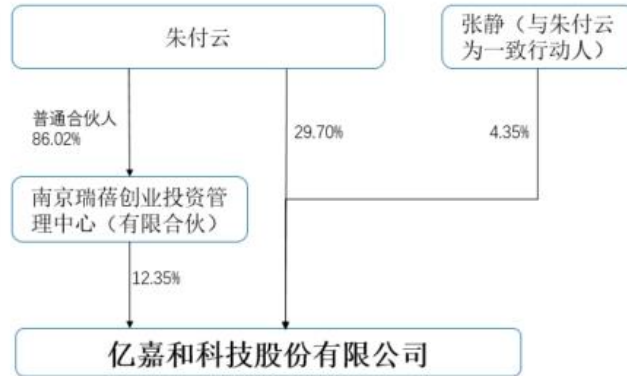 朱付云
张静（与朱付云
为一致行动人）
普通合伙人
86.02%
29.70%
4.35%
南京瑞蓓创业投资管
理中心（有限合伙）
12.35%
亿嘉和科技股份有限公司